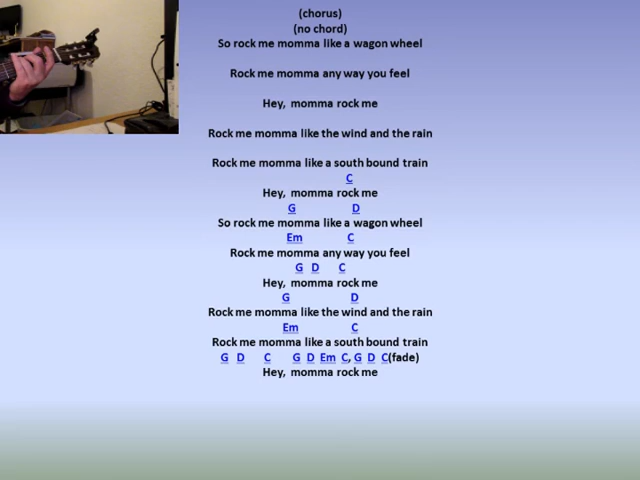 (chorus)
(no chord)
So rock me momma like a wagon wheel
Rock me momma any way you feel
Hey,  momma rock me
Rock me momma like the wind and the rain
Rock me momma like a south bound train
C
Hey,  momma rock me
G D
So rock me momma like a wagon wheel
Em C
Rock me momma any way you feel
G D C
Hey,  momma rock me
G D
Rock me momma like the wind and the rain
Em C
Rock me momma like a south bound train
G D C G D Em C, G D C(fade)
Hey,  momma rock me